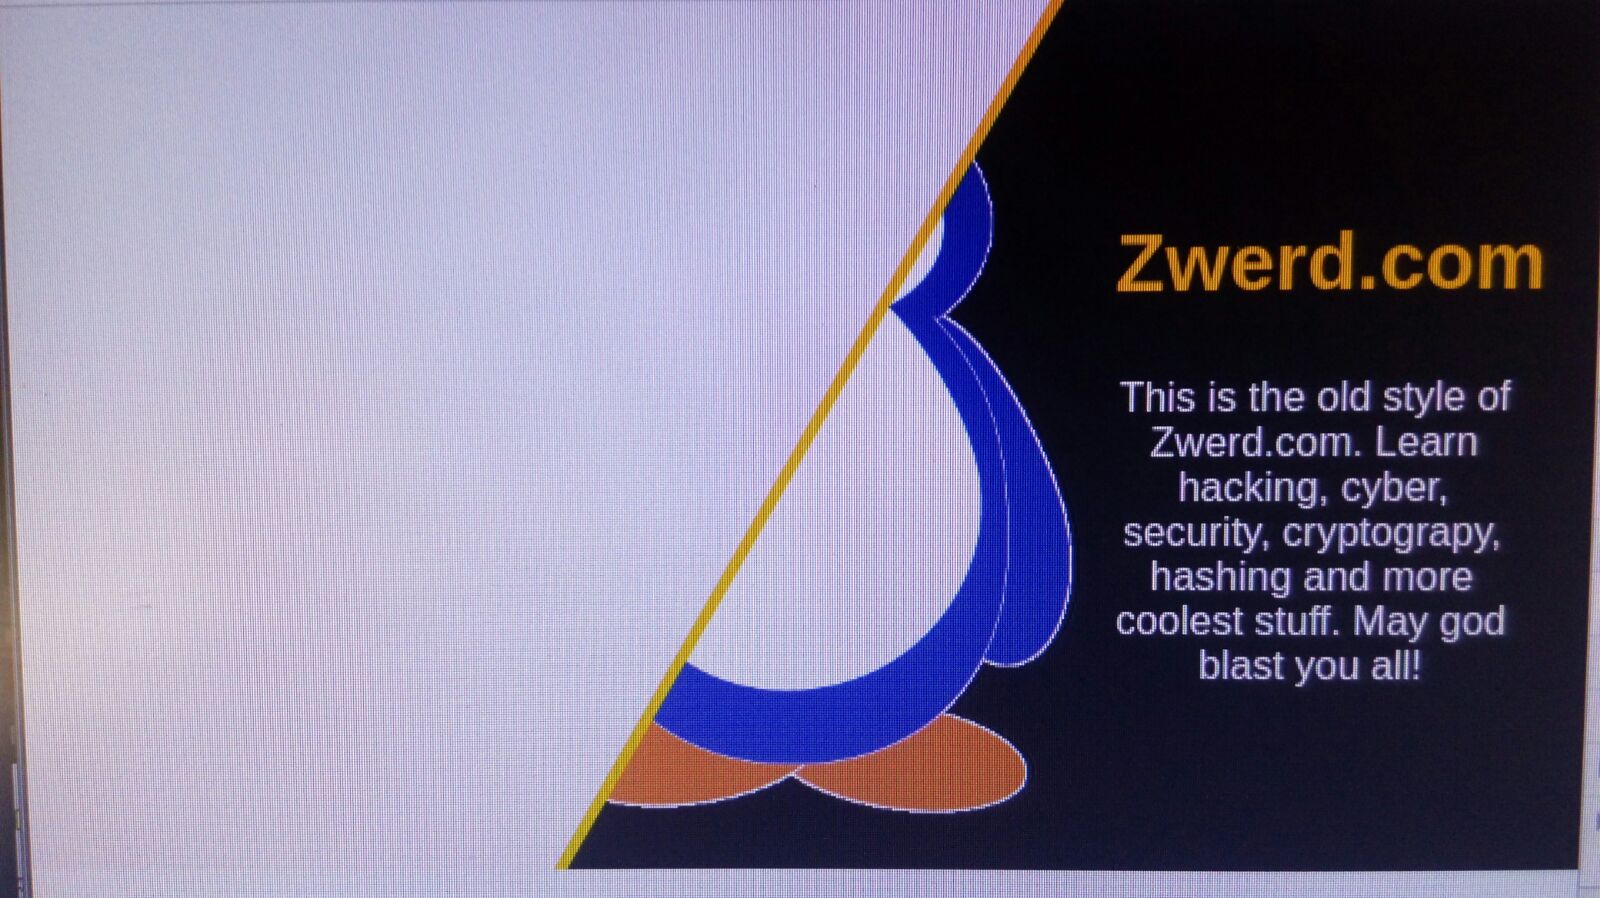 Zwerd.com
This is the old style of
Zwerd.com. Learn
hacking, cyber,
security, cryptograpy,
hashing and more
coolest stuff. May god
blast you all!